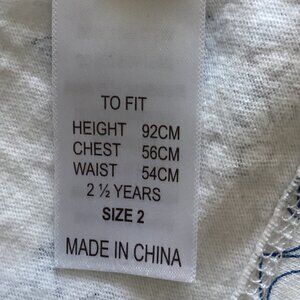 TO FIT
HEIGHT 92CM
CHEST 56CM
WAIST 54CM
2 ½ YEARS
SIZE 2
MADE IN CHINA